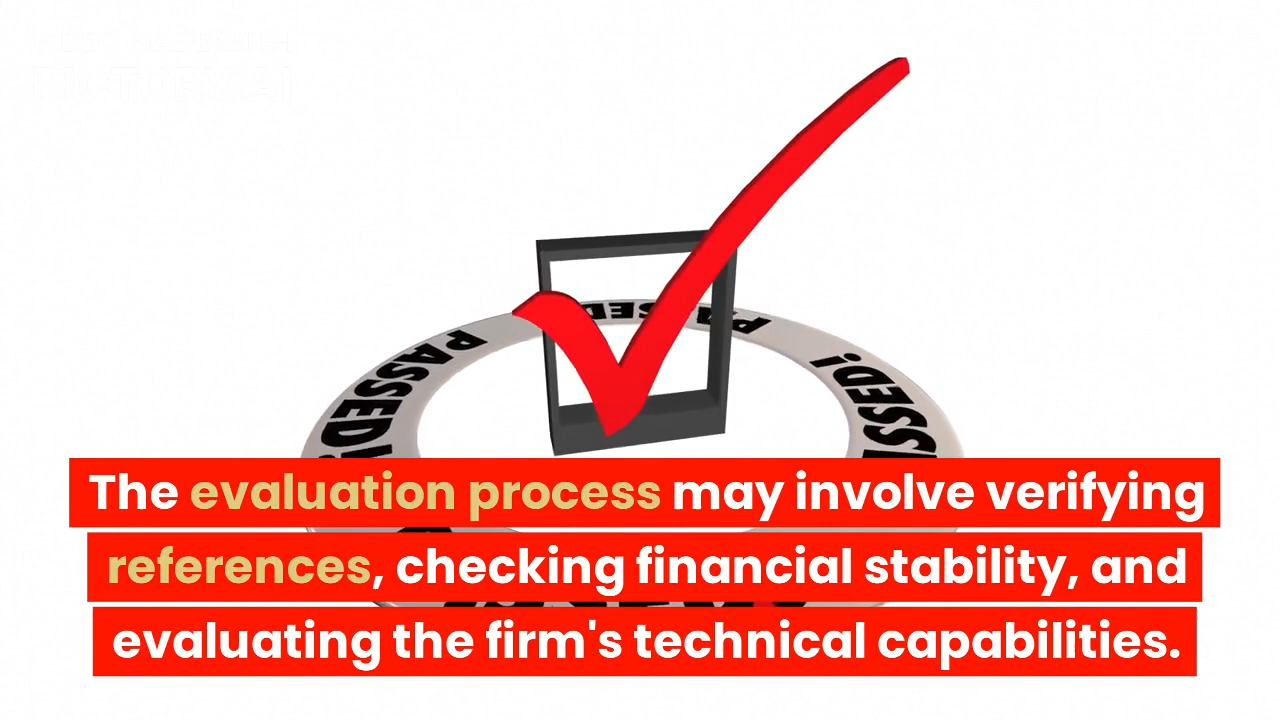 PASSED!
PASSED!
The evaluation process may involve verifying
references, checking financial stability, and
evaluating the firm's technical capabilities.